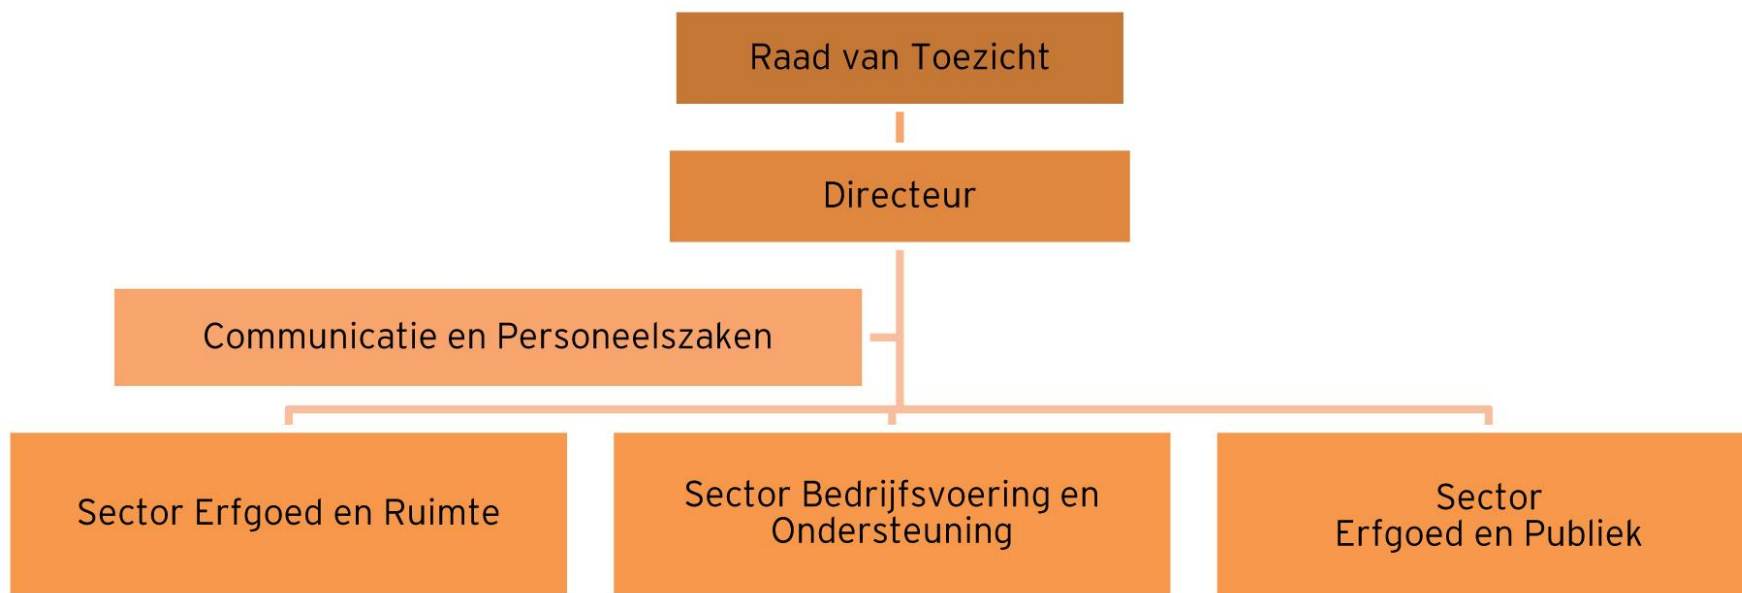 Raad van Toezicht
Directeur
Communicatie en Personeelszaken
Sector Erfgoed en Ruimte
Sector Bedrijfsvoering en
Ondersteuning
Sector
Erfgoed en Publiek